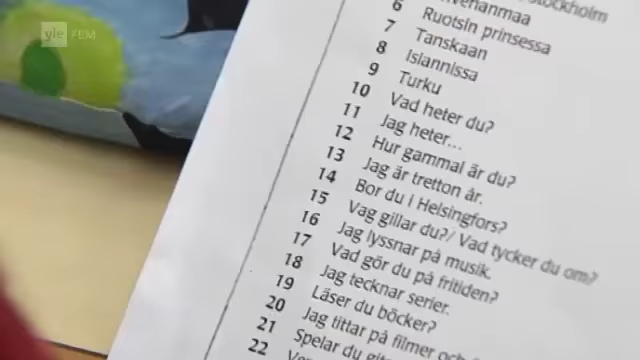 yle FEM
Stockholm
6 Ruotsin prinsessa
7 Tanskaan
8 Islannissa
9 Turku
10 Vad heter du?
11 Jag heter...
12 Hur gammal är du?
13 Jag är tretton år.
14 Bor du i Helsingfors?
15 Vag gillar du?/ Vad tycker du om?
16 Jag lyssnar på musik.
17 Vad gör du på fritiden?
18 Jag tecknar serier.
19 Läser du böcker?
20 Jag tittar på filmer och
21 Spelar du
22